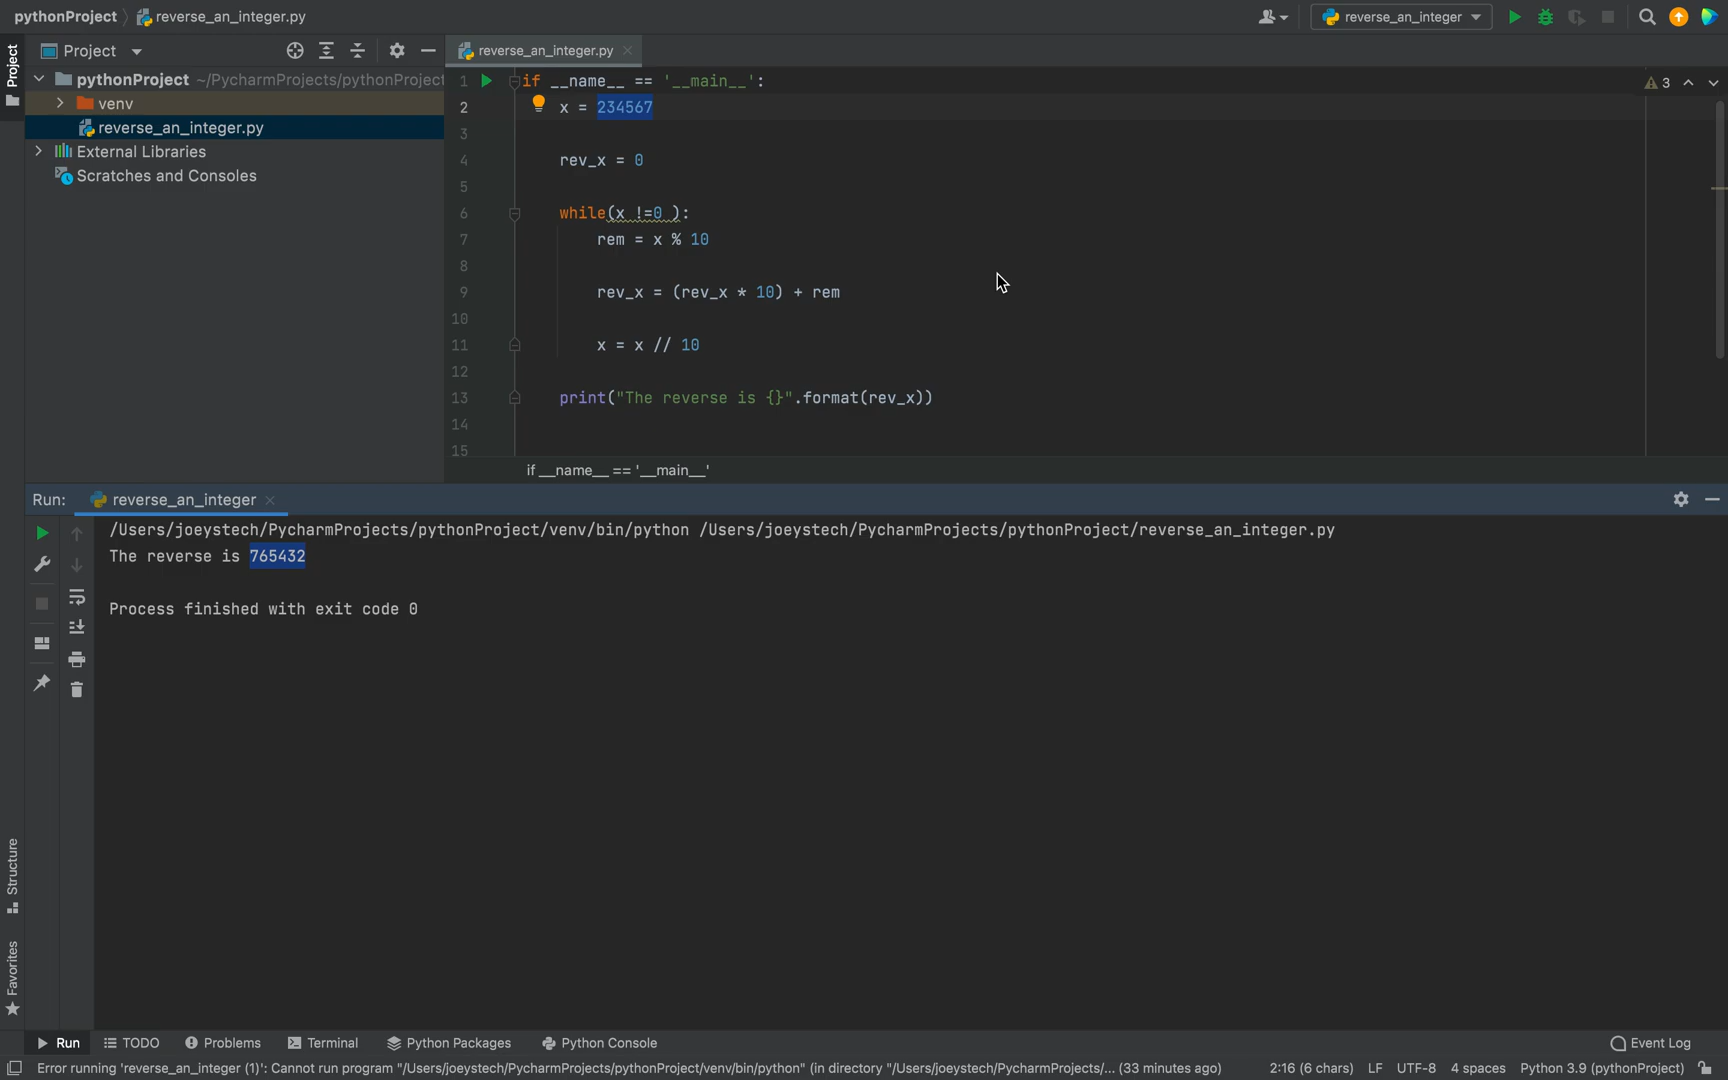 pythonProject reverse_an_integer.py
reverse_an_integer
Project
Project
reverse_an_integer.py
pythonProject ~/PycharmProjects/pythonProject
venv
reverse_an_integer.py
External Libraries
Scratches and Consoles
1 if __name__ == '__main__':
3
2 x = 234567
3
4 rev_x = 0
5
6 while(x !=0 ):
7 rem = x % 10
8
9 rev_x = (rev_x * 10) + rem
10
11 x = x // 10
12
13 print("The reverse is {}".format(rev_x))
14
15
if __name__ == '__main__'
Run: reverse_an_integer
/Users/joeystech/PycharmProjects/pythonProject/venv/bin/python /Users/joeystech/PycharmProjects/pythonProject/reverse_an_integer.py
The reverse is 765432
Process finished with exit code 0
Structure
Favorites
Run TODO Problems Terminal Python Packages Python Console Event Log
Error running 'reverse_an_integer (1)': Cannot run program "/Users/joeystech/PycharmProjects/pythonProject/venv/bin/python" (in directory "/Users/joeystech/PycharmProjects/... (33 minutes ago) 2:16 (6 chars) LF UTF-8 4 spaces Python 3.9 (pythonProject)